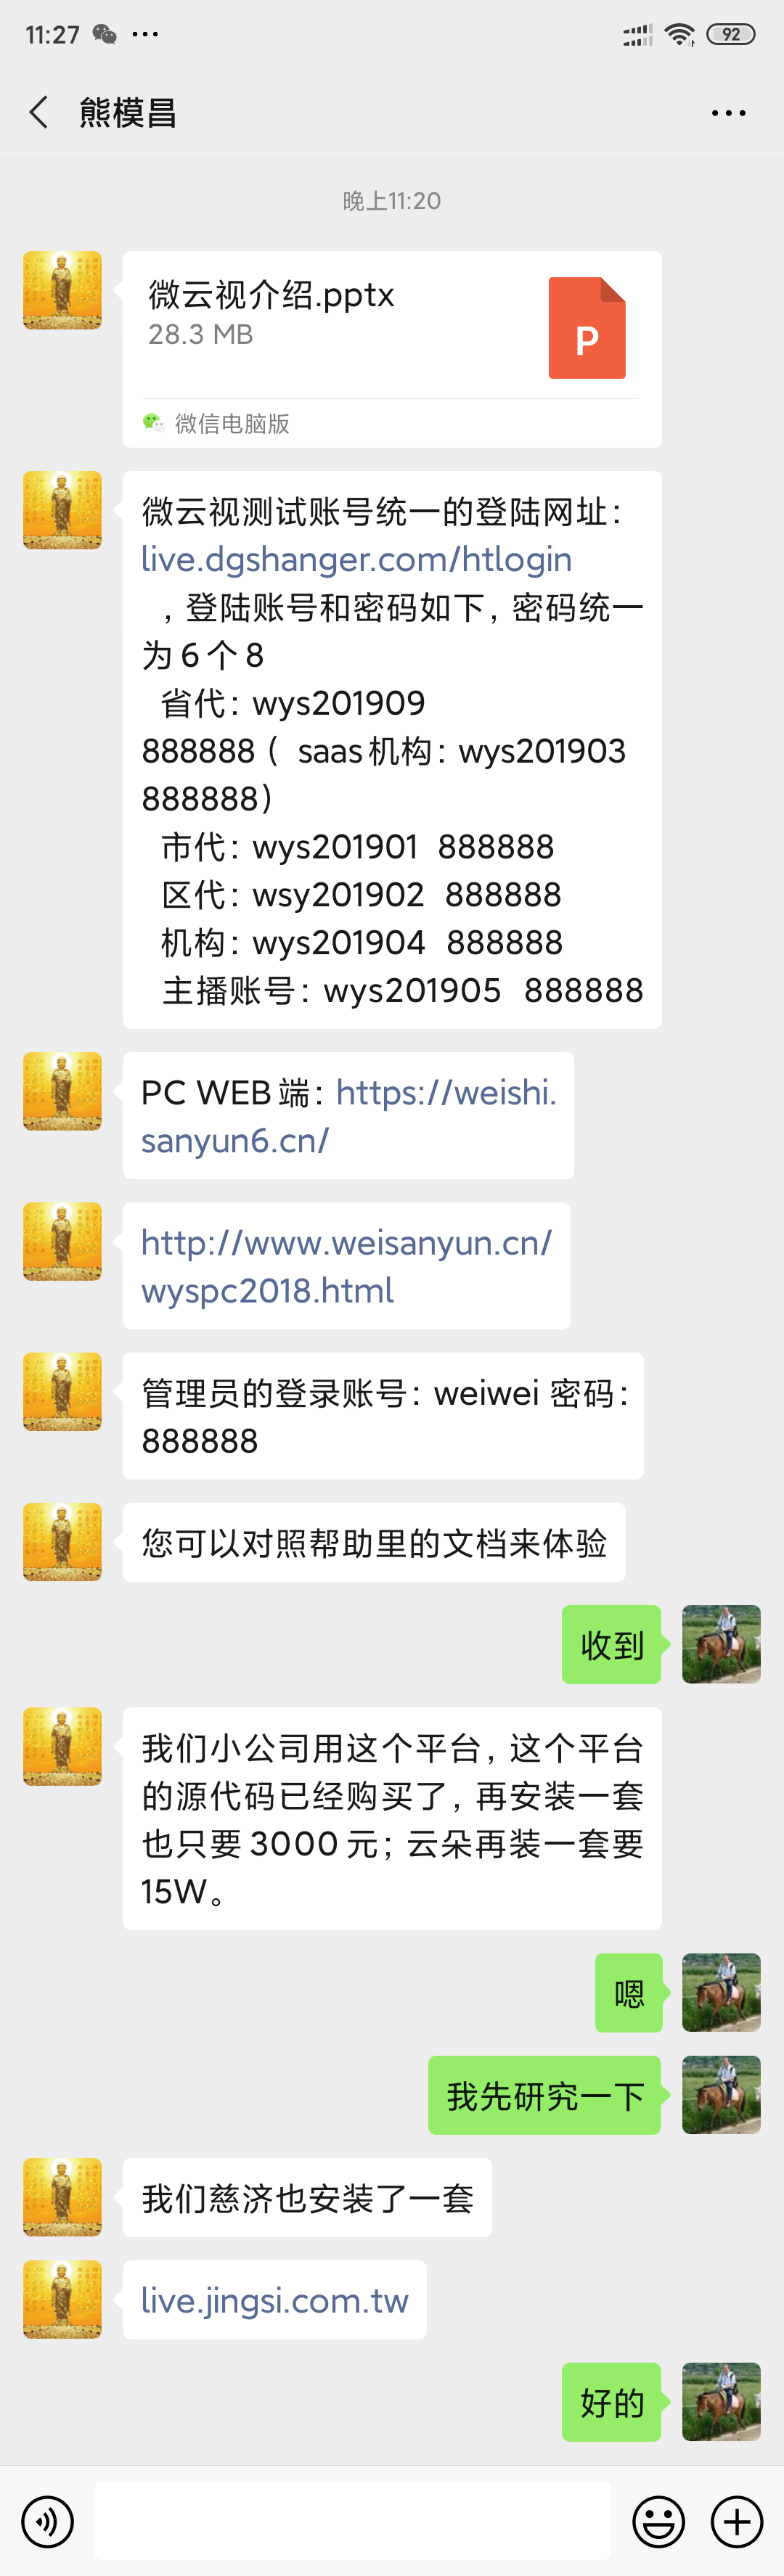 11:27
92
熊模昌
晚上11:20
微云视介绍.pptx
28.3 MB
P
微信电脑版
微云视测试账号统一的登陆网址：
live.dgshanger.com/htlogin
，登陆账号和密码如下，密码统一
为6个8
省代：wys201909
888888（ saas机构：wys201903
888888）
市代：wys201901 888888
区代：wsy201902 888888
机构：wys201904 888888
主播账号：wys201905 888888
PC WEB端：https://weishi.
sanyun6.cn/
http://www.weisanyun.cn/
wyspc2018.html
管理员的登录账号：weiwei 密码：
888888
您可以对照帮助里的文档来体验
收到
我们小公司用这个平台，这个平台
的源代码已经购买了，再安装一套
也只要3000元；云朵再装一套要
15W。
嗯
我先研究一下
我们慈济也安装了一套
live.jingsi.com.tw
好的